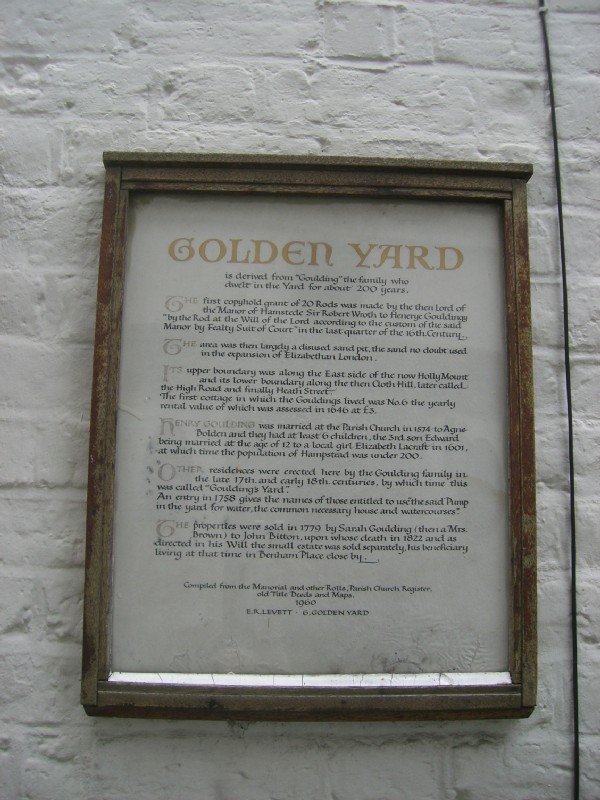 GOLDEN YARD
is derived from "Goulding" the family who
dwelt in the Yard for about 200 years.
THE first copyhold grant of 20 Rods was made by the then Lord of
the Manor of Hamstede Sir Robert Wroth to Henerye Gouldinge
"by the Rod at the Will of the Lord according to the custom of the said
Manor by Fealty Suit of Court" in the last quarter of the 16th. Century.
THE area was then largely a disused sand pit, the sand no doubt used
in the expansion of Elizabethan London.
ITS upper boundary was along the East side of the now Holly Mount
and its lower boundary along the then Cloth Hill, later called
the High Road and finally Heath Street.
The first cottage in which the Gouldings lived was No.6 the yearly
rental value of which was assessed in 1646 at £3.
HENRY GOULDING was married at the Parish Church in 1574 to Agnes
Bolden and they had at least 6 children, the 3rd. son Edward
being married at the age of 12 to a local girl Elizabeth Lacraft in 1601,
at which time the population of Hampstead was under 200.
OTHER residences were erected here by the Goulding family in
the late 17th. and early 18th. centuries, by which time this
was called "Goulding's Yard".
An entry in 1758 gives the names of those entitled to use "the said Pump
in the yard for water, the common necessary house and watercourses".
THE properties were sold in 1779 by Sarah Goulding (then a Mrs.
Brown) to John Bitton, upon whose death in 1822 and as
directed in his Will the small estate was sold separately, his beneficiary
living at that time in Benham Place close by.
Compiled from the Manorial and other Rolls, Parish Church Register,
old Title Deeds and Maps.
1960
E.R. LEVETT · 6, GOLDEN YARD